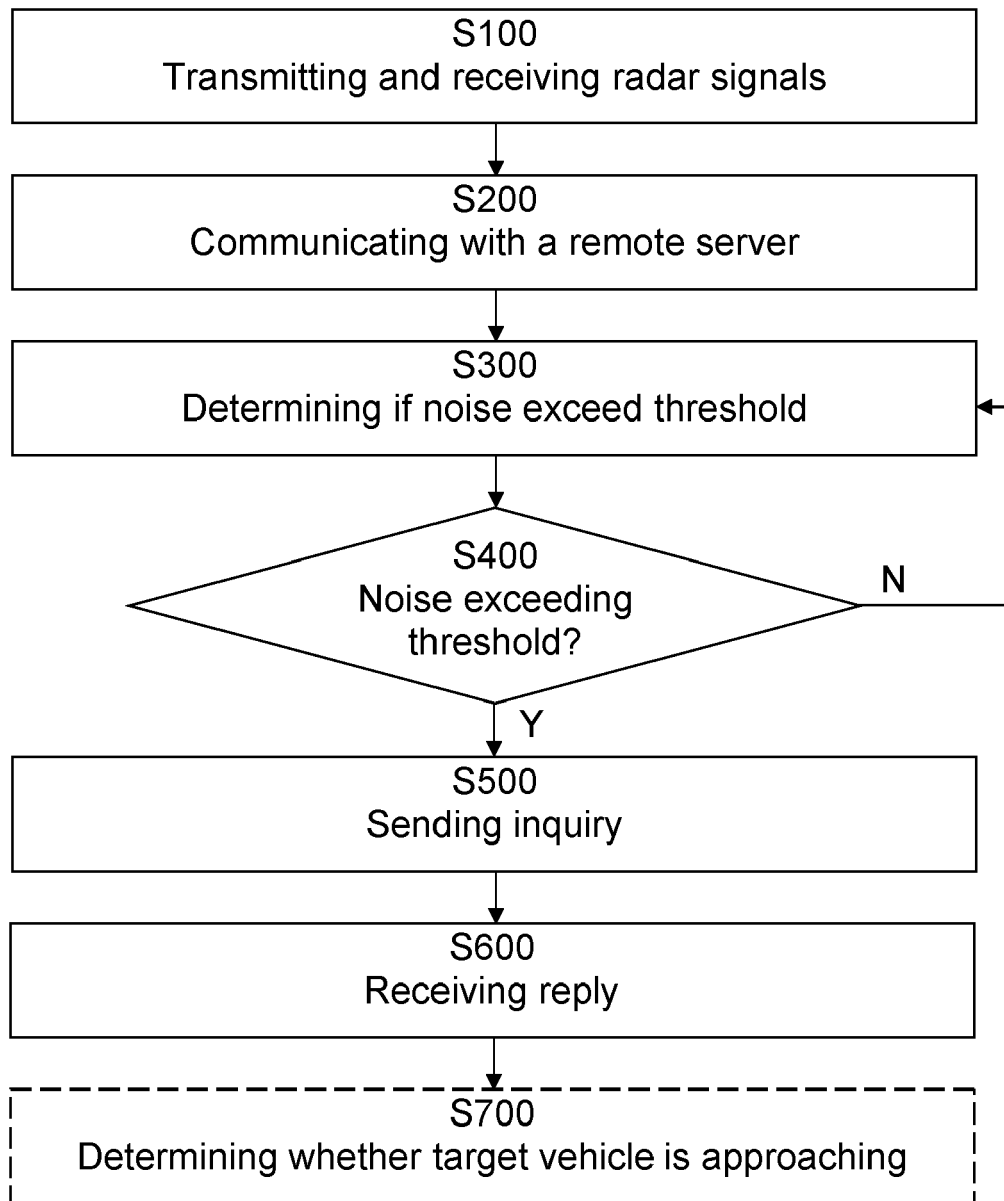 S100
Transmitting and receiving radar signals
S200
Communicating with a remote server
S300
Determining if noise exceed threshold
S400
Noise exceeding
threshold?
N
Y
S500
Sending inquiry
S600
Receiving reply
S700
Determining whether target vehicle is approaching